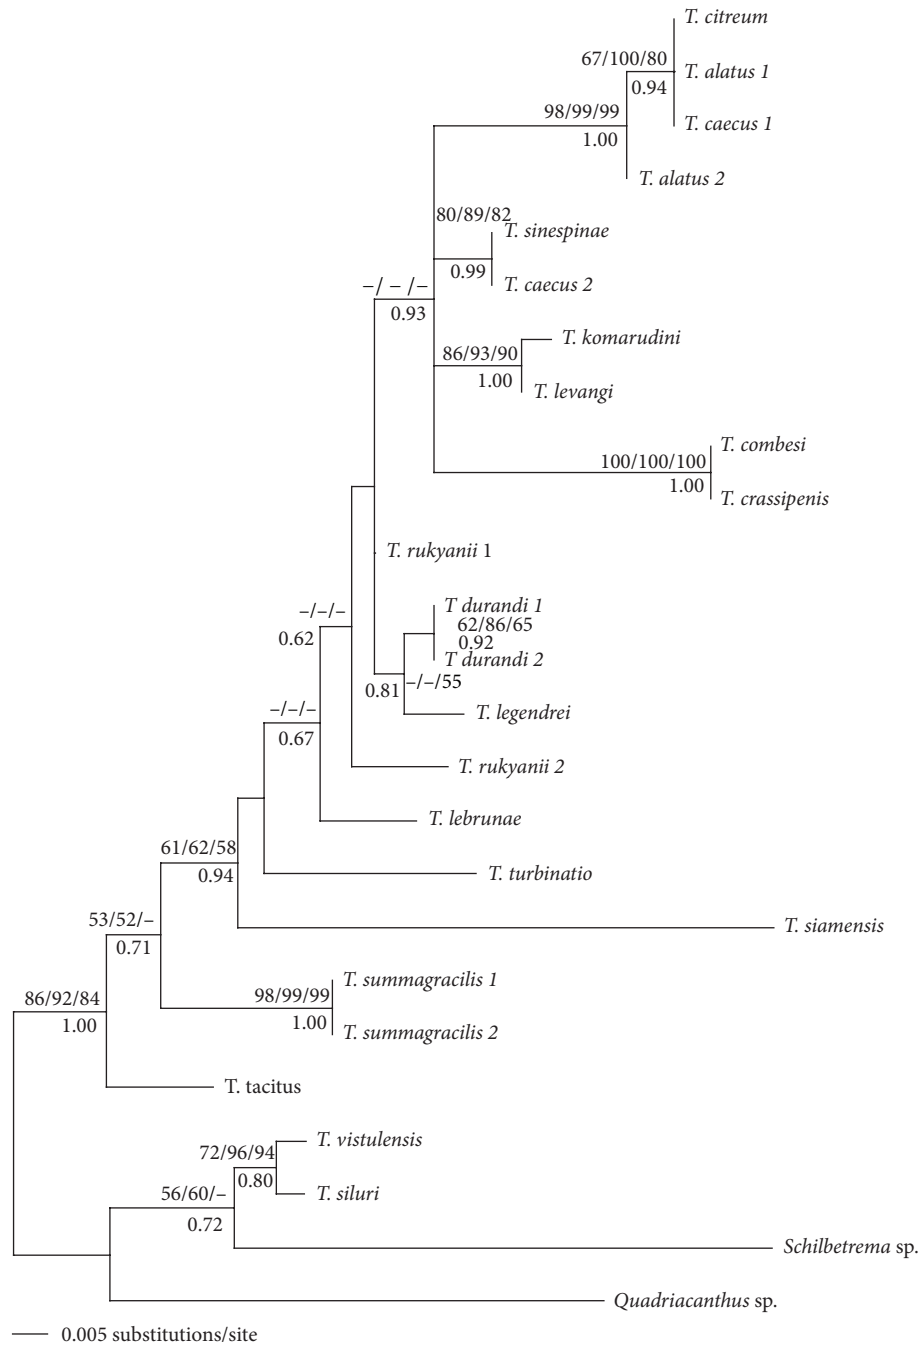 T. citreum
67/100/80
T. alatus 1
0.94
98/99/99
T. caecus 1
1.00
T. alatus 2
80/89/82
T. sinespinae
0.99
T. caecus 2
–/ – /–
0.93
T. komarudini
86/93/90
1.00
T. levangi
T. combesi
100/100/100
1.00
T. crassipenis
T. rukyanii 1
T durandi 1
–/–/–
62/86/65
0.62
0.92
T durandi 2
–/–/55
0.81
–/–/–
T. legendrei
0.67
T. rukyanii 2
T. lebrunae
61/62/58
0.94
T. turbinatio
53/52/–
T. siamensis
0.71
T. summagracilis 1
86/92/84
98/99/99
1.00
1.00
T. summagracilis 2
T. tacitus
T. vistulensis
72/96/94
0.80
56/60/–
T. siluri
0.72
Schilbetrema sp.
Quadriacanthus sp.
0.005 substitutions/site